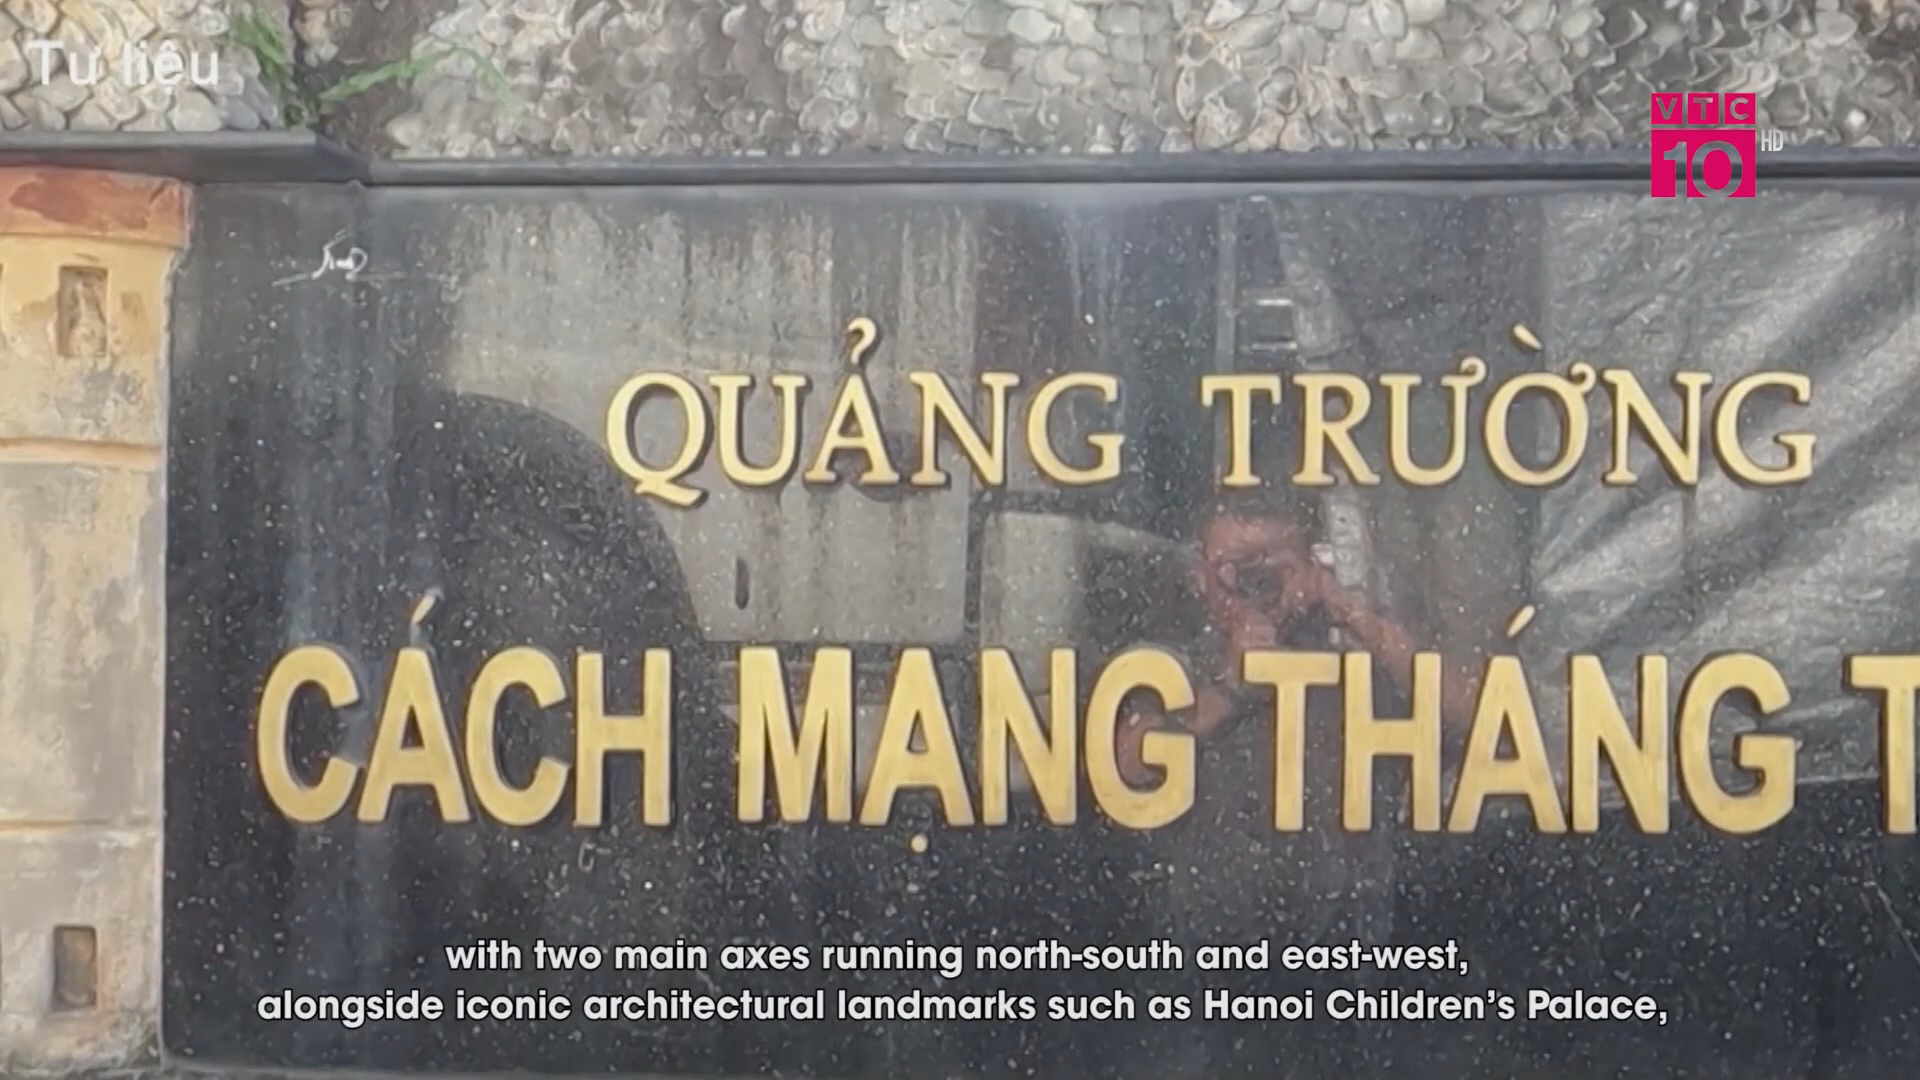 Tư liệu
VTC
10 HD
QUẢNG TRƯỜNG
CÁCH MẠNG THÁNG T
with two main axes running north-south and east-west,
alongside iconic architectural landmarks such as Hanoi Children's Palace,